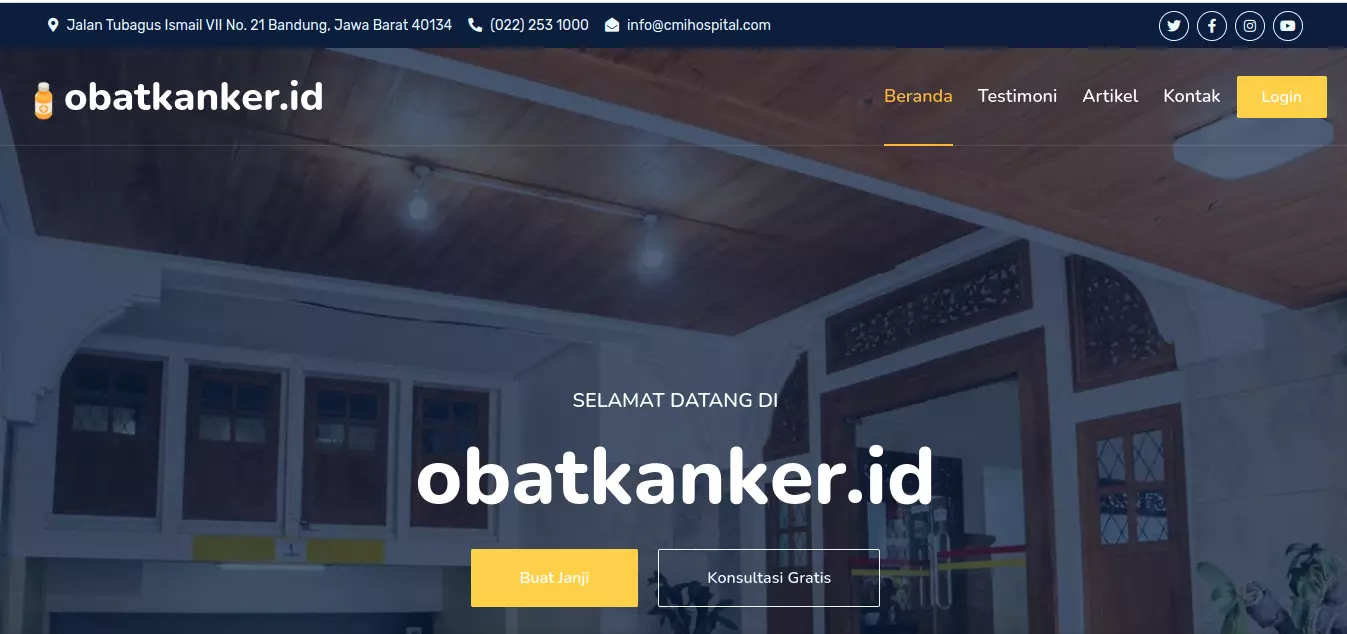 Jalan Tubagus Ismail VII No. 21 Bandung, Jawa Barat 40134 (022) 253 1000 info@cmihospital.com
obatkanker.id Beranda Testimoni Artikel Kontak Login
SELAMAT DATANG DI
obatkanker.id
Buat Janji Konsultasi Gratis